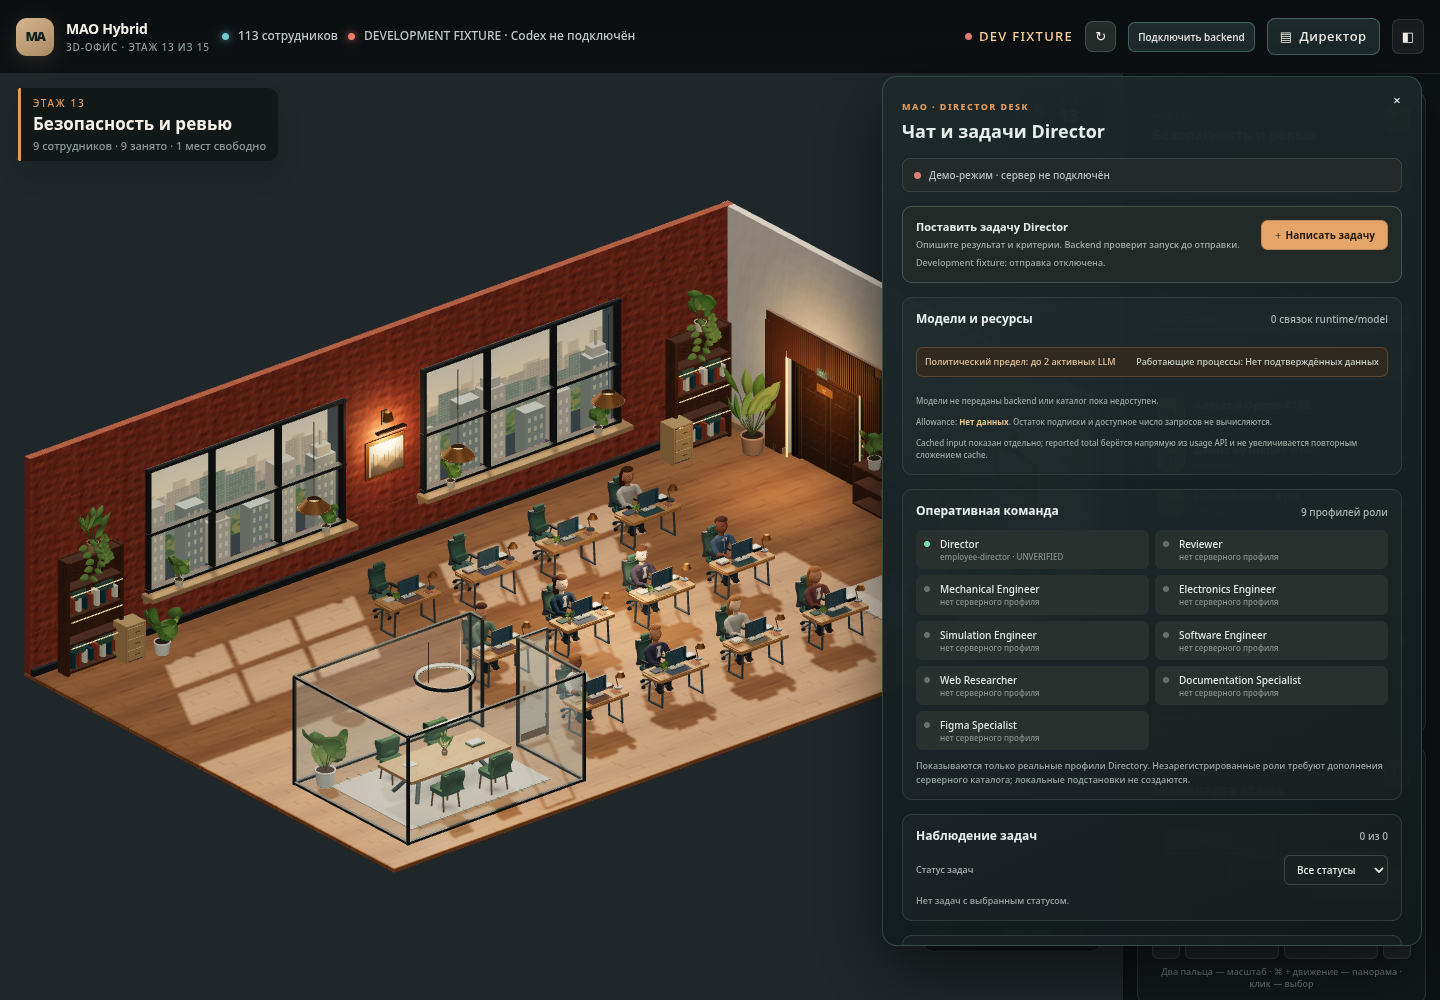 MA
MAO Hybrid
3D-ОФИС · ЭТАЖ 13 ИЗ 15
113 сотрудников
DEVELOPMENT FIXTURE · Codex не подключён
DEV FIXTURE
↻
Подключить backend
Директор
ЭТАЖ 13
Безопасность и ревью
9 сотрудников · 9 занято · 1 мест свободно
MAO · DIRECTOR DESK
×
Чат и задачи Director
Демо-режим · сервер не подключён
Поставить задачу Director
Опишите результат и критерии. Backend проверит запуск до отправки.
Development fixture: отправка отключена.
+ Написать задачу
Модели и ресурсы
0 связок runtime/model
Политический предел: до 2 активных LLM
Работающие процессы: Нет подтверждённых данных
Модели не переданы backend или каталог пока недоступен.
Allowance: Нет данных. Остаток подписки и доступное число запросов не вычисляются.
Cached input показан отдельно; reported total берётся напрямую из usage API и не увеличивается повторным
сложением cache.
Оперативная команда
9 профилей роли
Director
employee-director · UNVERIFIED
Reviewer
нет серверного профиля
Mechanical Engineer
нет серверного профиля
Electronics Engineer
нет серверного профиля
Simulation Engineer
нет серверного профиля
Software Engineer
нет серверного профиля
Web Researcher
нет серверного профиля
Documentation Specialist
нет серверного профиля
Figma Specialist
нет серверного профиля
Показываются только реальные профили Directory. Незарегистрированные роли требуют дополнения
серверного каталога; локальные подстановки не создаются.
Наблюдение задач
0 из 0
Статус задач
Все статусы
Нет задач с выбранным статусом.
Два пальца — масштаб · ⌘ + движение — панорама ·
клик — выбор